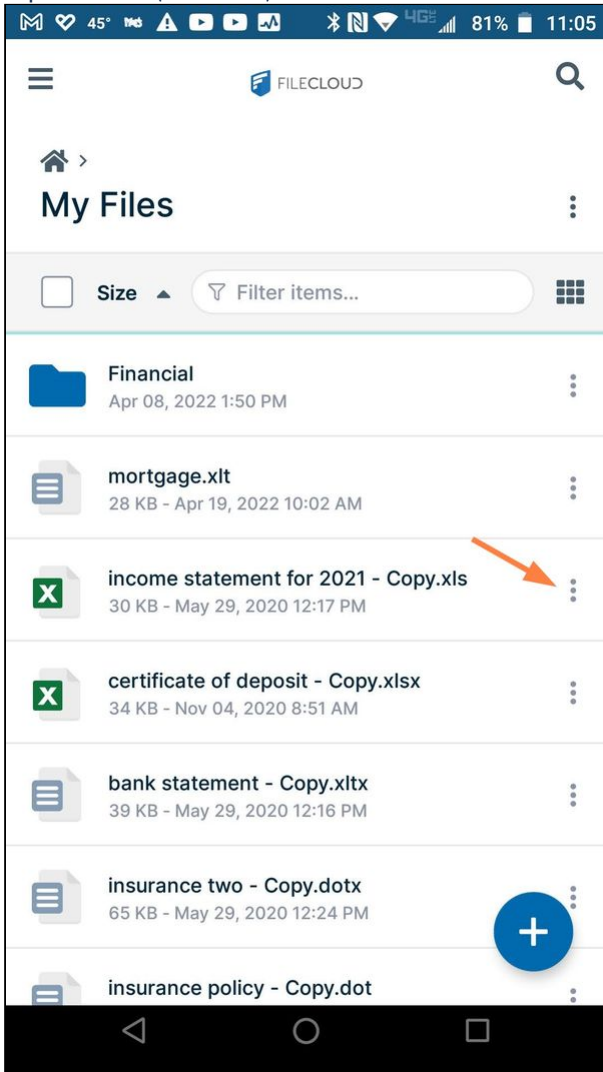 45° 4GE 81% 11:05
FILECLOUD
>
My Files
Size Filter items...
Financial
Apr 08, 2022 1:50 PM
mortgage.xlt
28 KB - Apr 19, 2022 10:02 AM
income statement for 2021 - Copy.xls
30 KB - May 29, 2020 12:17 PM
X
certificate of deposit - Copy.xlsx
34 KB - Nov 04, 2020 8:51 AM
X
bank statement - Copy.xltx
39 KB - May 29, 2020 12:16 PM
insurance two - Copy.dotx
65 KB - May 29, 2020 12:24 PM
+
insurance policy - Copy.dot